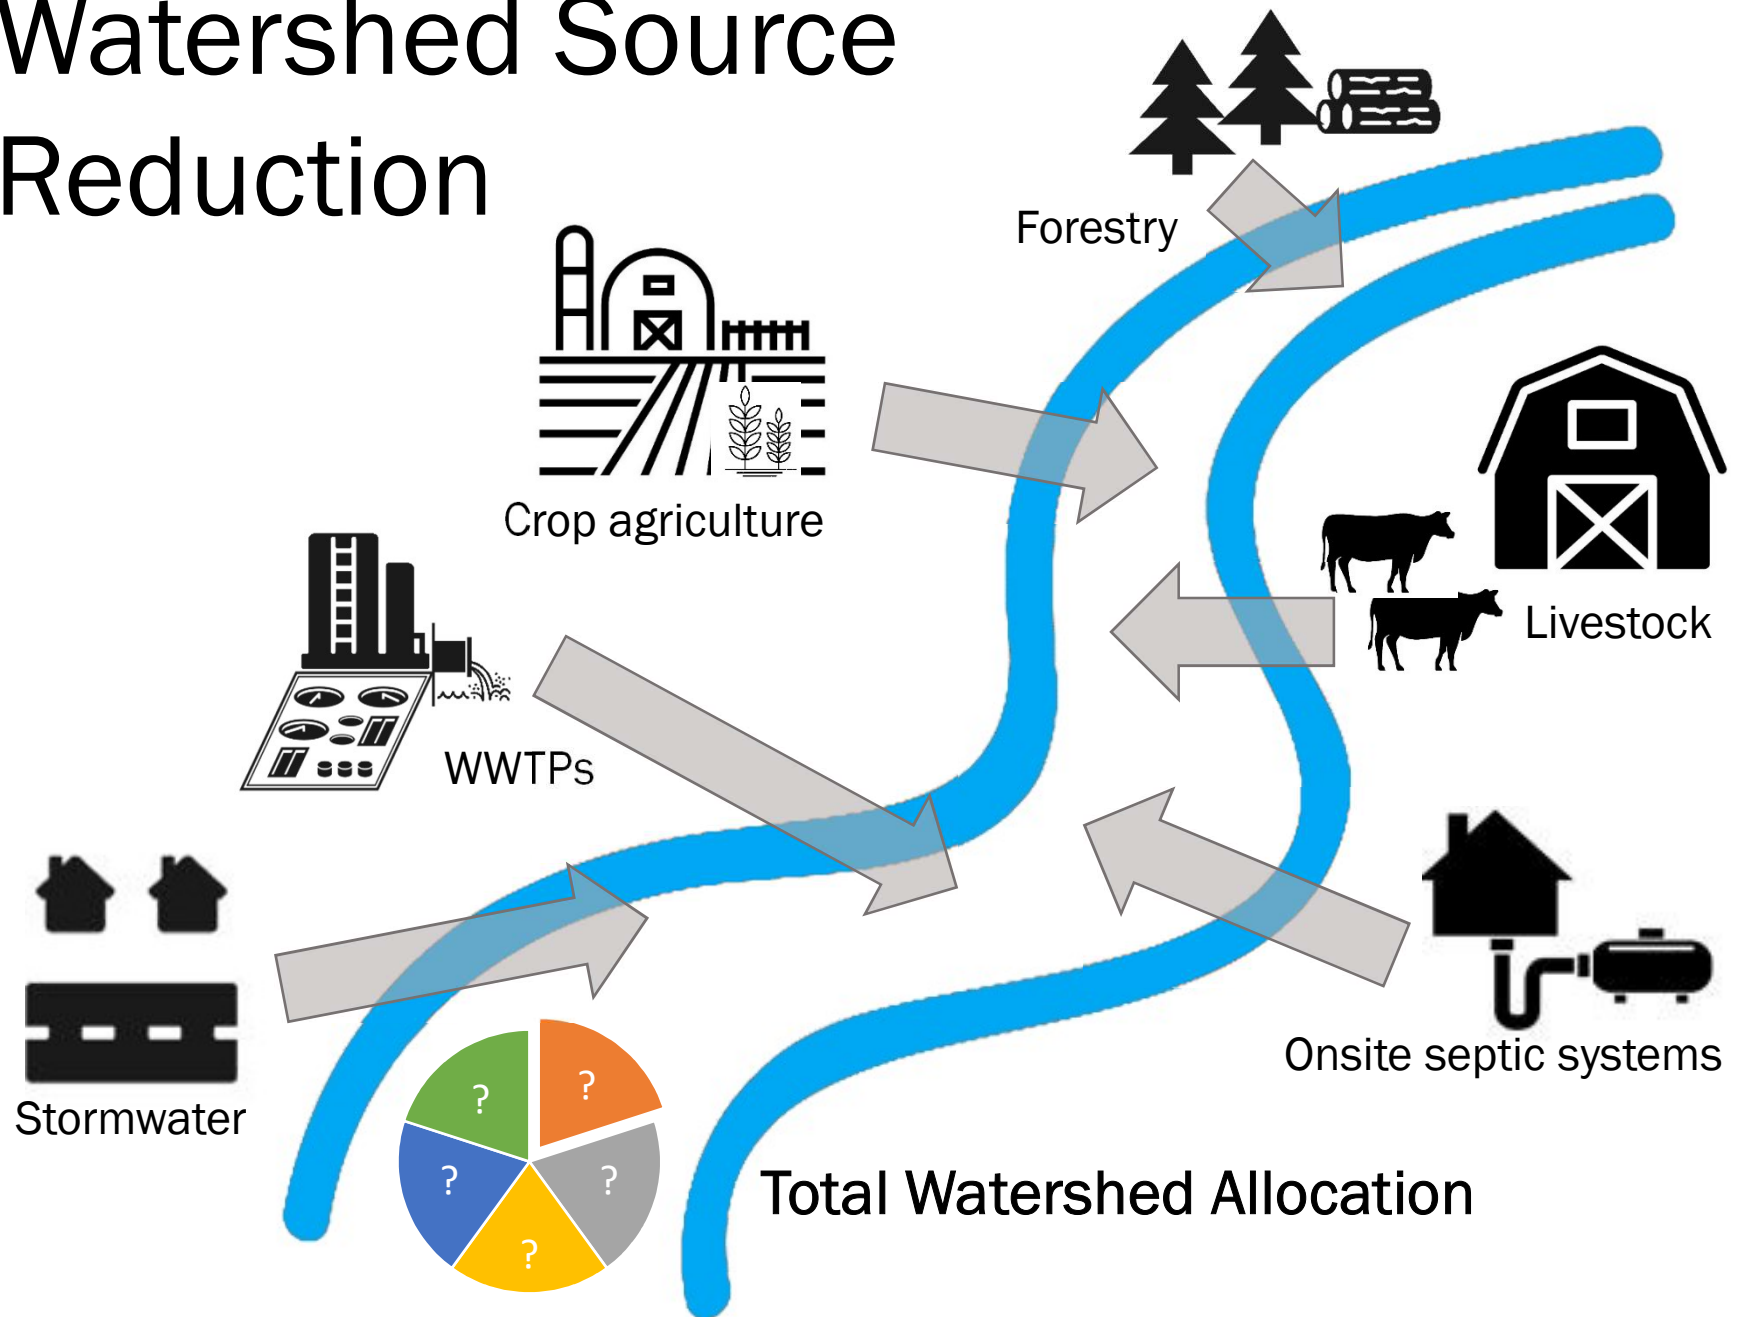 Watershed Source
Reduction
Forestry
Crop agriculture
Livestock
WWTPs
Onsite septic systems
Stormwater
?
?
?
?
?
Total Watershed Allocation